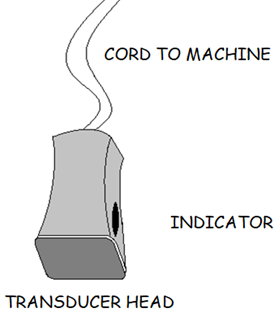 CORD TO MACHINE
INDICATOR
TRANSDUCER HEAD